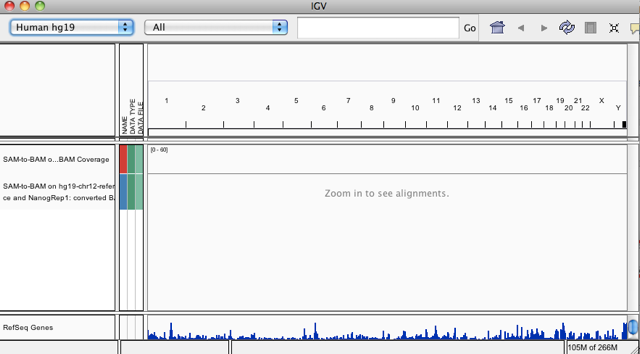 IGV
Human hg19 All Go
NAME
DATA TYPE
DATA FILE
1 2 3 4 5 6 7 8 9 10 11 12 13 14 15 16 17 18 19 20 21 22 X Y
SAM-to-BAM o...BAM Coverage
[0 - 60]
SAM-to-BAM on hg19-chr12-refer
ce and NanogRep1: converted B
Zoom in to see alignments.
RefSeq Genes
105M of 266M